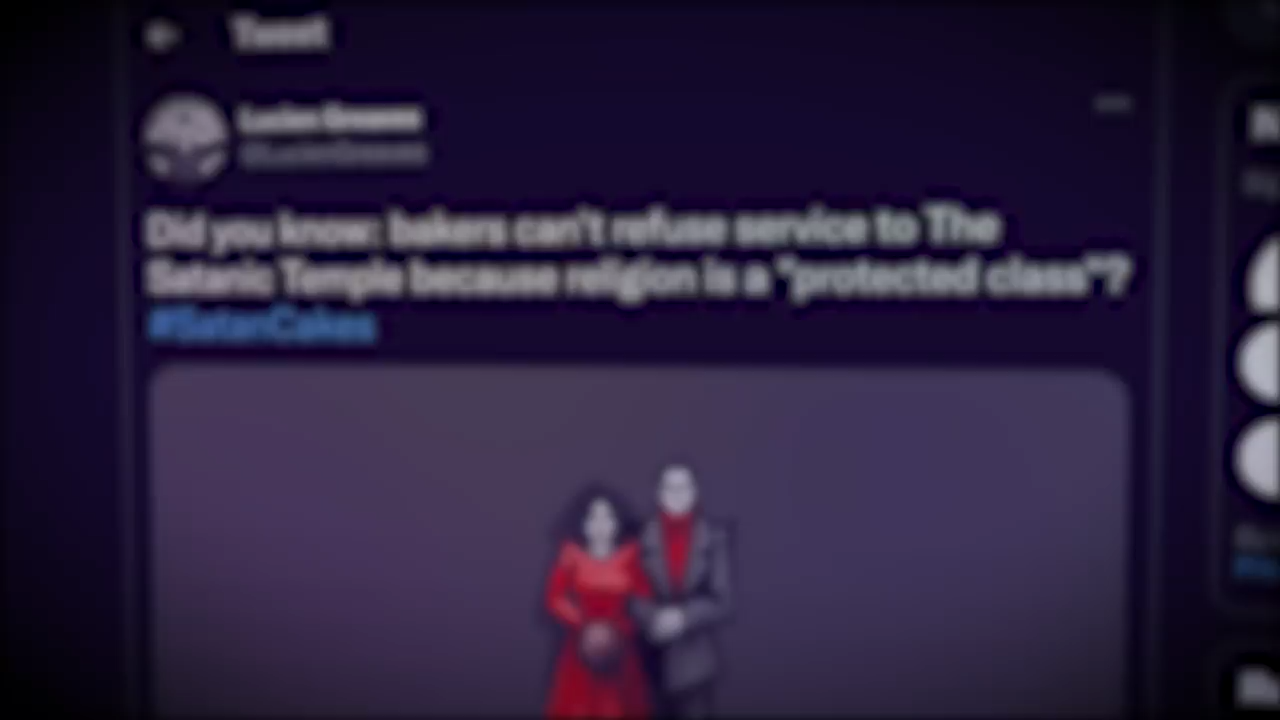 Tweet
Lucien Greaves
@LucienGreaves
Did you know: bakers can't refuse service to The
Satanic Temple because religion is a "protected class"?
#SatanCakes